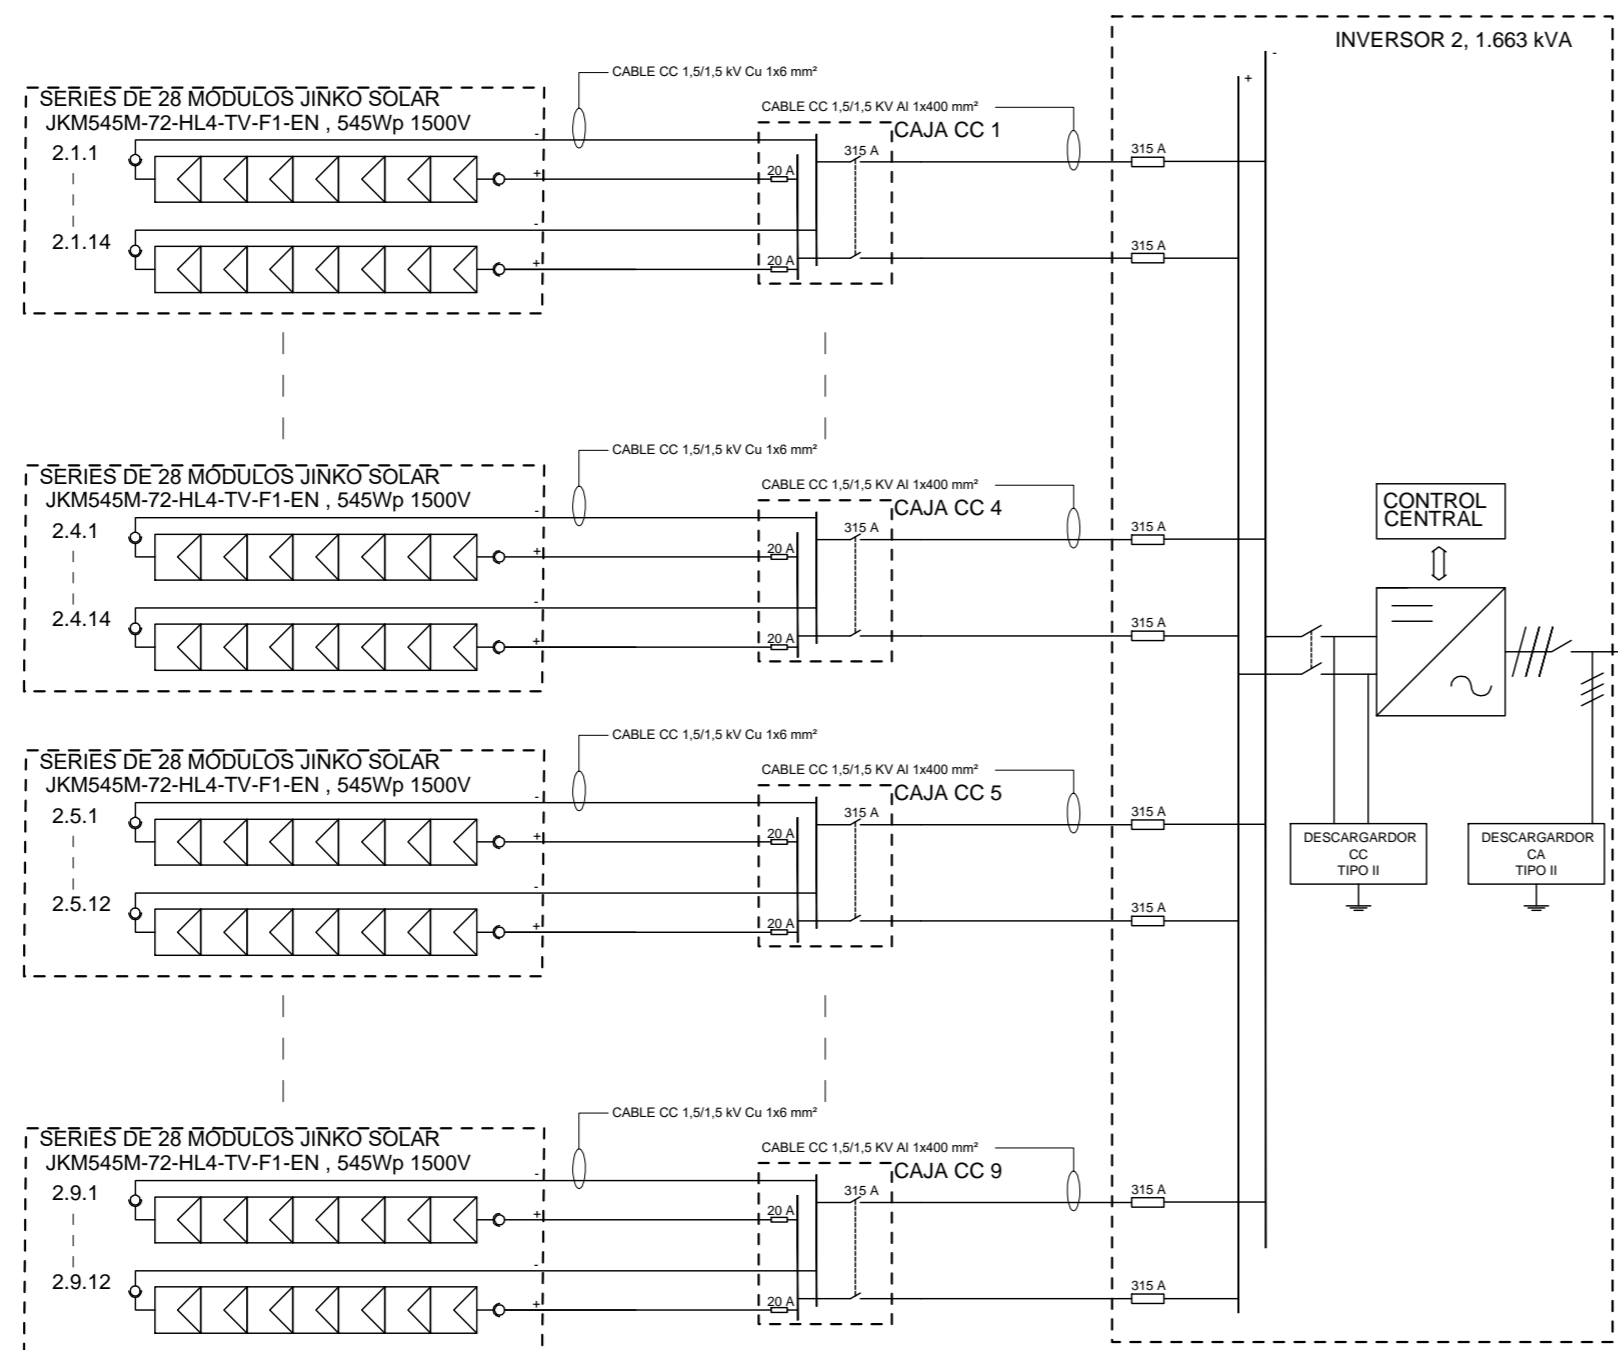 INVERSOR 2, 1.663 kVA
-
+
CABLE CC 1,5/1,5 kV Cu 1x6 mm²
SERIES DE 28 MÓDULOS JINKO SOLAR
JKM545M-72-HL4-TV-F1-EN , 545Wp 1500V
CABLE CC 1,5/1,5 KV Al 1x400 mm²
CAJA CC 1
2.1.1
-
+
20 A
315 A
315 A
2.1.14
-
+
20 A
315 A
CABLE CC 1,5/1,5 kV Cu 1x6 mm²
SERIES DE 28 MÓDULOS JINKO SOLAR
JKM545M-72-HL4-TV-F1-EN , 545Wp 1500V
CABLE CC 1,5/1,5 KV Al 1x400 mm²
CAJA CC 4
2.4.1
-
+
20 A
315 A
315 A
2.4.14
-
+
20 A
315 A
CONTROL
CENTRAL
CABLE CC 1,5/1,5 kV Cu 1x6 mm²
SERIES DE 28 MÓDULOS JINKO SOLAR
JKM545M-72-HL4-TV-F1-EN , 545Wp 1500V
CABLE CC 1,5/1,5 KV Al 1x400 mm²
CAJA CC 5
2.5.1
-
+
20 A
315 A
315 A
2.5.12
-
+
20 A
315 A
DESCARGARDOR
CC
TIPO II
DESCARGARDOR
CA
TIPO II
CABLE CC 1,5/1,5 kV Cu 1x6 mm²
SERIES DE 28 MÓDULOS JINKO SOLAR
JKM545M-72-HL4-TV-F1-EN , 545Wp 1500V
CABLE CC 1,5/1,5 KV Al 1x400 mm²
CAJA CC 9
2.9.1
-
+
20 A
315 A
315 A
2.9.12
-
+
20 A
315 A